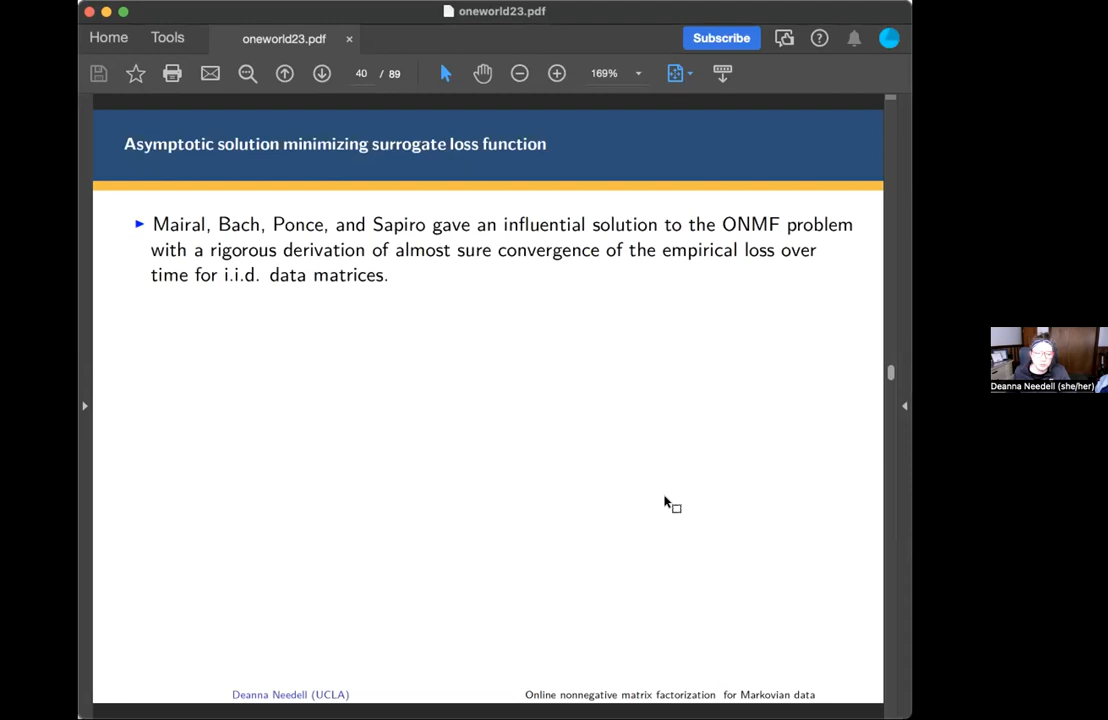 oneworld23.pdf
Home Tools oneworld23.pdf × Subscribe
40 / 89 169%
Asymptotic solution minimizing surrogate loss function
Mairal, Bach, Ponce, and Sapiro gave an influential solution to the ONMF problem
with a rigorous derivation of almost sure convergence of the empirical loss over
time for i.i.d. data matrices.
Deanna Needell (she/her)
Deanna Needell (UCLA) Online nonnegative matrix factorization for Markovian data